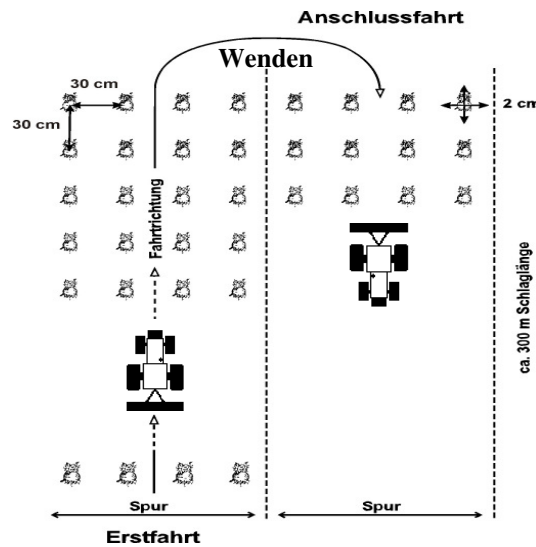 Anschlussfahrt
Wenden
30 cm
2 cm
30 cm
Fahrtrichtung
ca. 300 m Schlaglänge
Spur
Spur
Erstfahrt